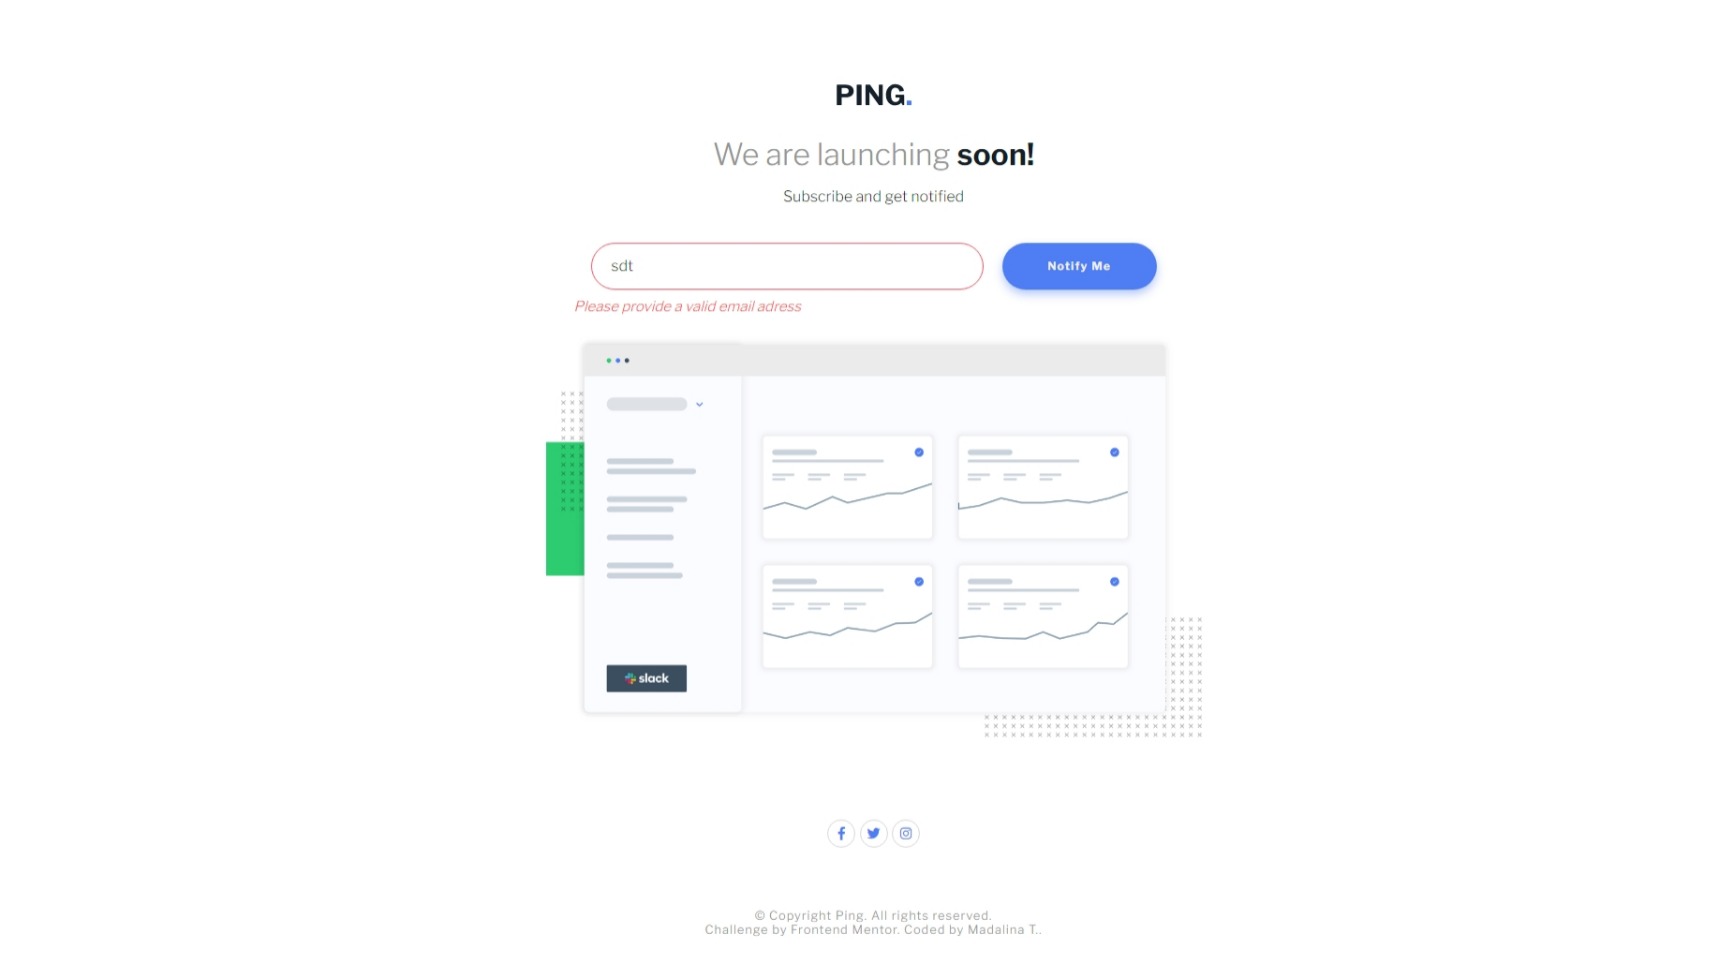 PING.
We are launching soon!
Subscribe and get notified
sdt
Notify Me
Please provide a valid email adress
slack
© Copyright Ping. All rights reserved.
Challenge by Frontend Mentor. Coded by Madalina T..